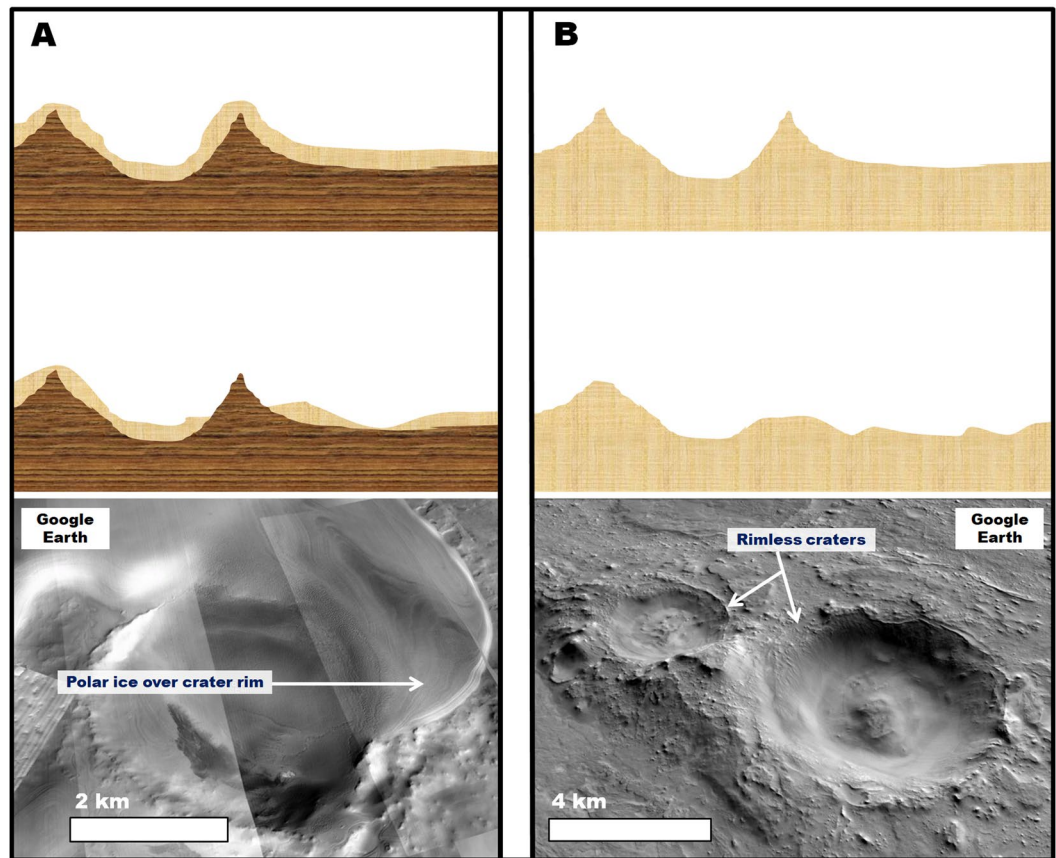 A
B
Google
Earth
Polar ice over crater rim
2 km
Google
Earth
Rimless craters
4 km